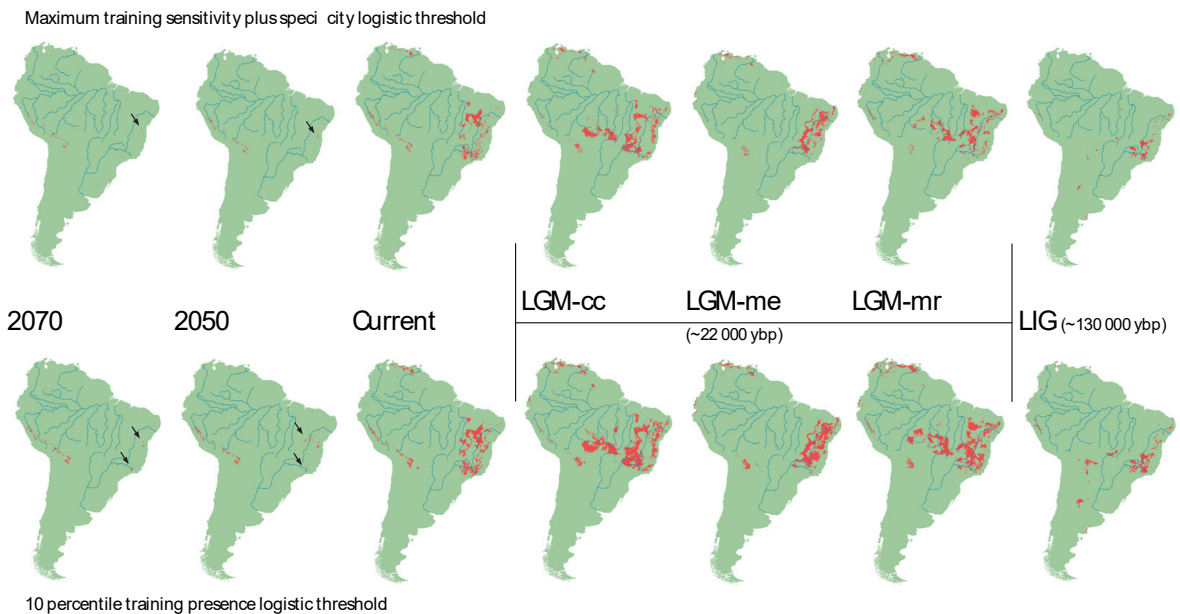 Maximum training sensitivity plus speci city logistic threshold
2070 2050 Current LGM-cc LGM-me LGM-mr LIG (~130 000 ybp)
(~22 000 ybp)
10 percentile training presence logistic threshold